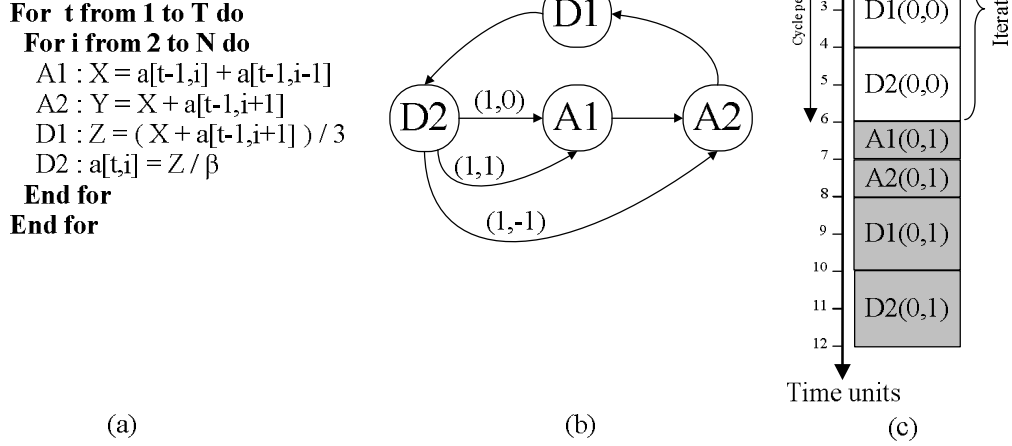 For t from 1 to T do
For i from 2 to N do
A1 : X = a[t-1,i] + a[t-1,i-1]
A2 : Y = X + a[t-1,i+1]
D1 : Z = ( X + a[t-1,i+1] ) / 3
D2 : a[t,i] = Z / β
End for
End for
(a)
D1
D2
(1,0)
A1
A2
(1,1)
(1,-1)
(b)
Cycle pe
3
4
5
6
7
8
9
10
11
12
D1(0,0)
D2(0,0)
A1(0,1)
A2(0,1)
D1(0,1)
D2(0,1)
Iterat
Time units
(c)